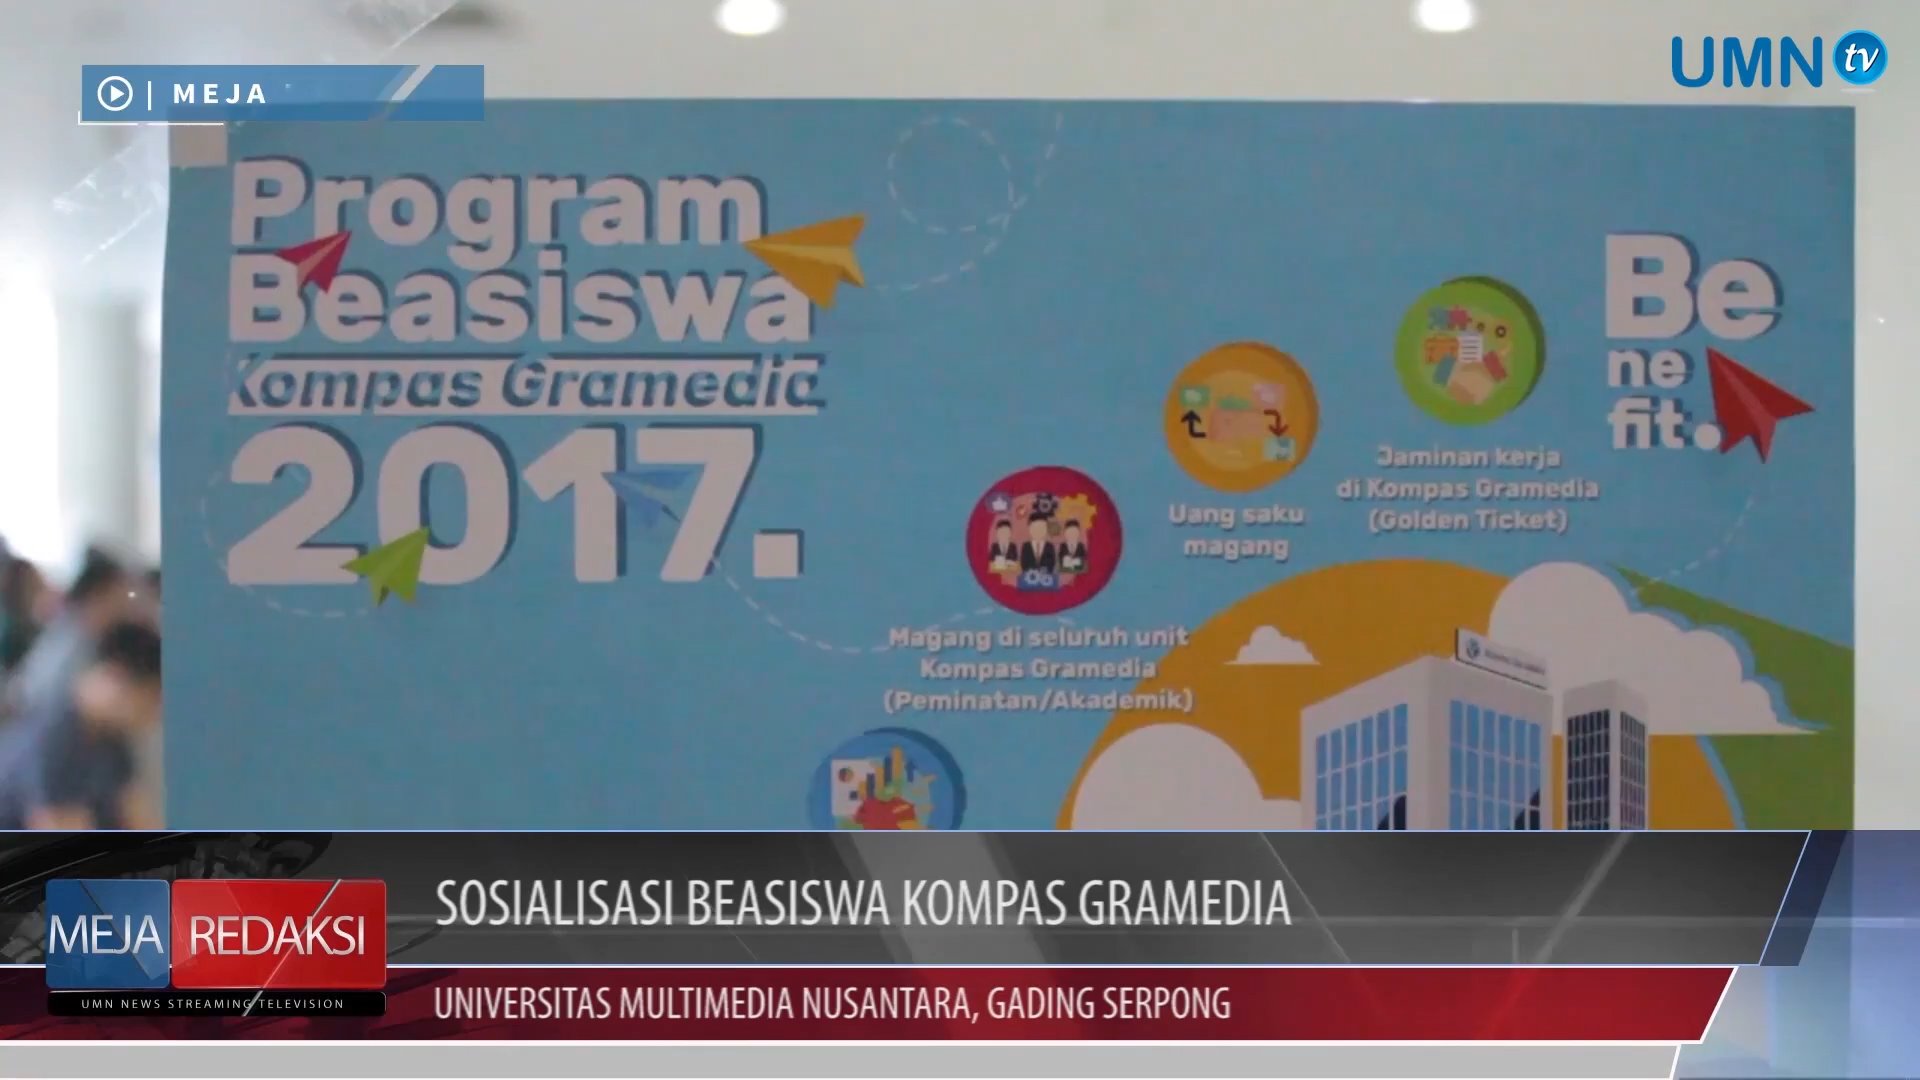 MEJA
UMN tv
Program
Beasiswa
Kompas Gramedia
2017.
Be
ne
fit.
Jaminan kerja
di Kompas Gramedia
(Golden Ticket)
Uang saku
magang
Magang di seluruh unit
Kompas Gramedia
(Peminatan/Akademik)
MEJA REDAKSI
UMN NEWS STREAMING TELEVISION
SOSIALISASI BEASISWA KOMPAS GRAMEDIA
UNIVERSITAS MULTIMEDIA NUSANTARA, GADING SERPONG